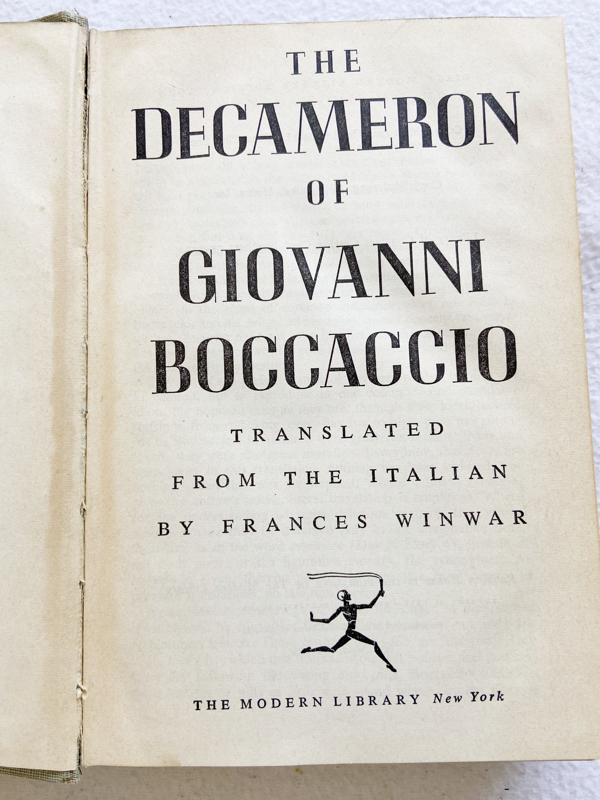 THE
DECAMERON
OF
GIOVANNI
BOCCACCIO
TRANSLATED
FROM THE ITALIAN
BY FRANCES WINWAR
THE MODERN LIBRARY New York